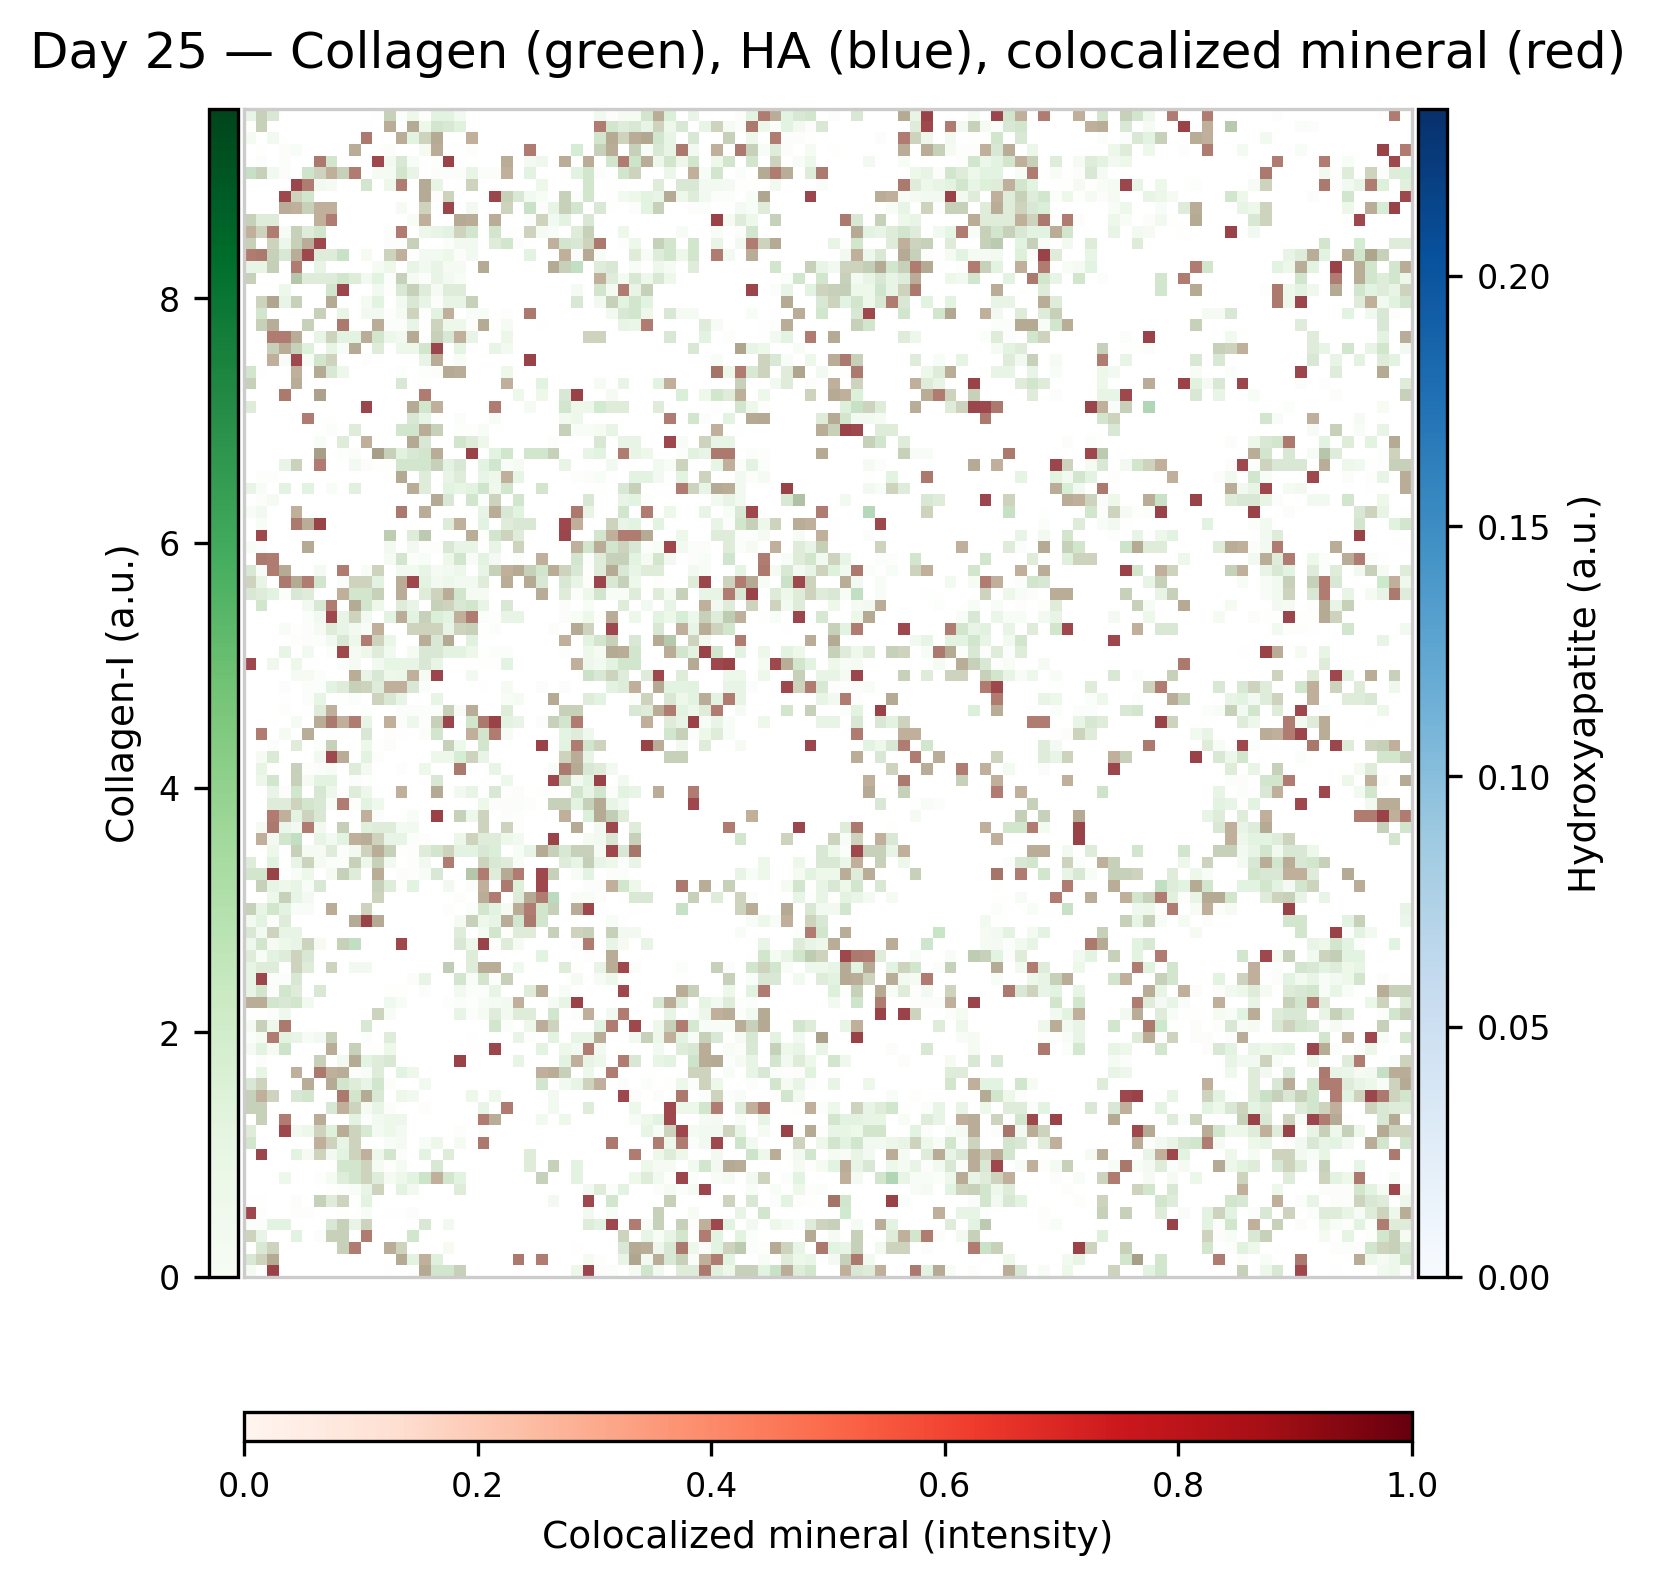 Day 25 — Collagen (green), HA (blue), colocalized mineral (red)
Collagen-I (a.u.)
8
6
4
2
0
0.20
0.15
0.10
0.05
0.00
Hydroxyapatite (a.u.)
0.0 0.2 0.4 0.6 0.8 1.0
Colocalized mineral (intensity)